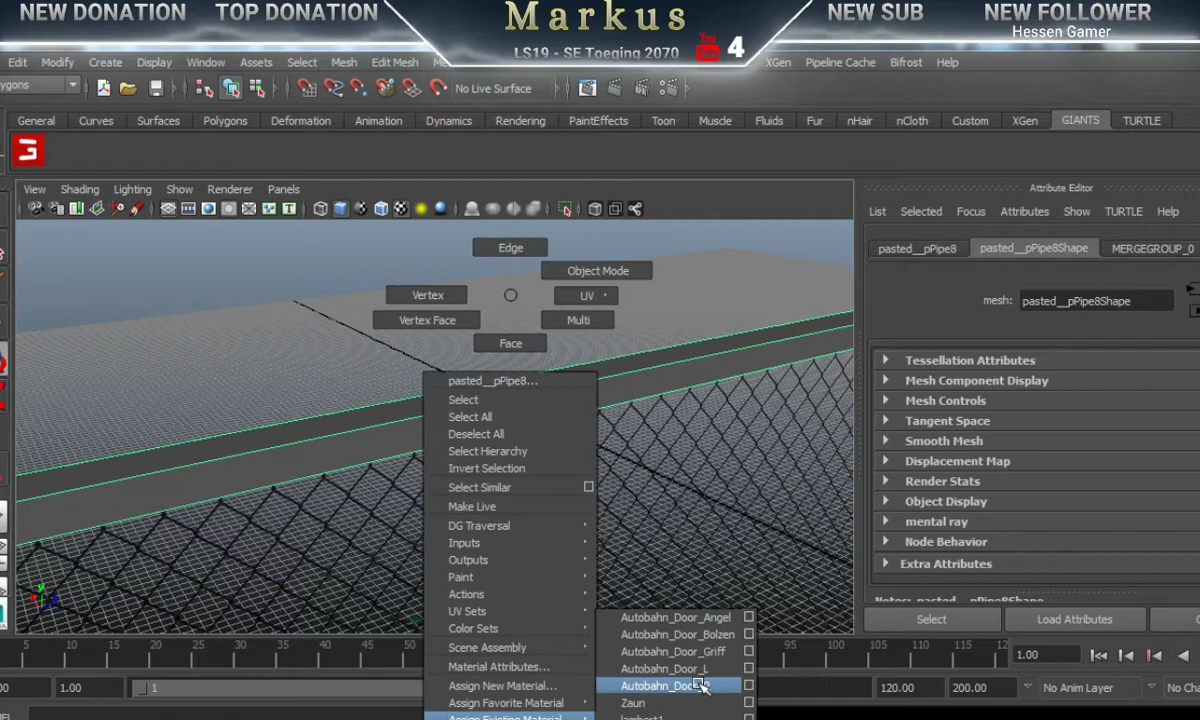 NEW DONATION TOP DONATION Markus NEW SUB NEW FOLLOWER
Hessen Gamer
LS19 - SE Toeging 2070 You 4
Edit Modify Create Display Window Assets Select Mesh Edit Mesh XGen Pipeline Cache Bifrost Help
No Live Surface
General Curves Surfaces Polygons Deformation Animation Dynamics Rendering PaintEffects Toon Muscle Fluids Fur nHair nCloth Custom XGen GIANTS TURTLE
View Shading Lighting Show Renderer Panels
Attribute Editor
List Selected Focus Attributes Show TURTLE Help
pasted__pPipe8 pasted__pPipe8Shape MERGEGROUP_0
mesh: pasted__pPipe8Shape
Edge
Object Mode
Vertex UV
Vertex Face Multi
Face
pasted__pPipe8...
Select
Select All
Deselect All
Select Hierarchy
Invert Selection
Select Similar
Make Live
DG Traversal
Inputs
Outputs
Paint
Actions
UV Sets
Color Sets
Scene Assembly
Material Attributes...
Assign New Material...
Assign Favorite Material
Assign Existing Material
Autobahn_Door_Angel
Autobahn_Door_Bolzen
Autobahn_Door_Griff
Autobahn_Door_L
Zaun
lambert1
Tessellation Attributes
Mesh Component Display
Mesh Controls
Tangent Space
Smooth Mesh
Displacement Map
Render Stats
Object Display
mental ray
Node Behavior
Extra Attributes
Notes: pasted__pPipe8Shape
Select Load Attributes
5 10 15 20 25 30 35 40 45 50 95 100 105 110 115 12
1.00
1.00 1 120.00 200.00 No Anim Layer